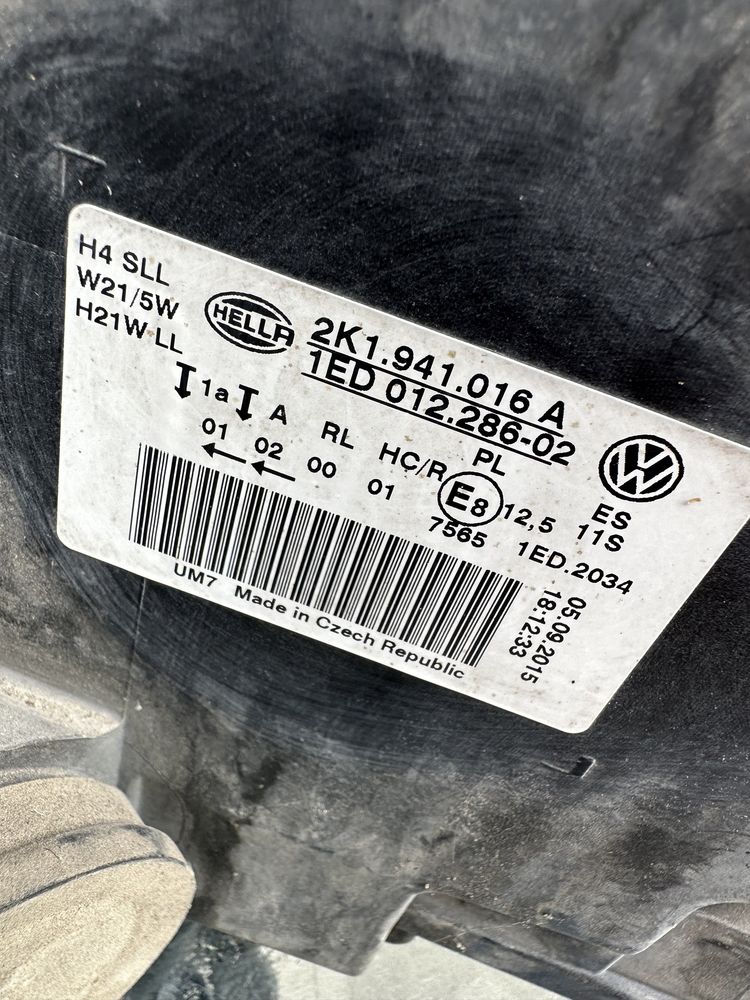 H4 SLL
W21/5W
H21W LL
HELLA
2K1.941.016 A
1ED 012.286-02
1a A RL HC/R PL ES
01 02 00 01 E8 12,5 11S
7565 1ED.2034
05.09.2015
18:12:33
UM7 Made in Czech Republic